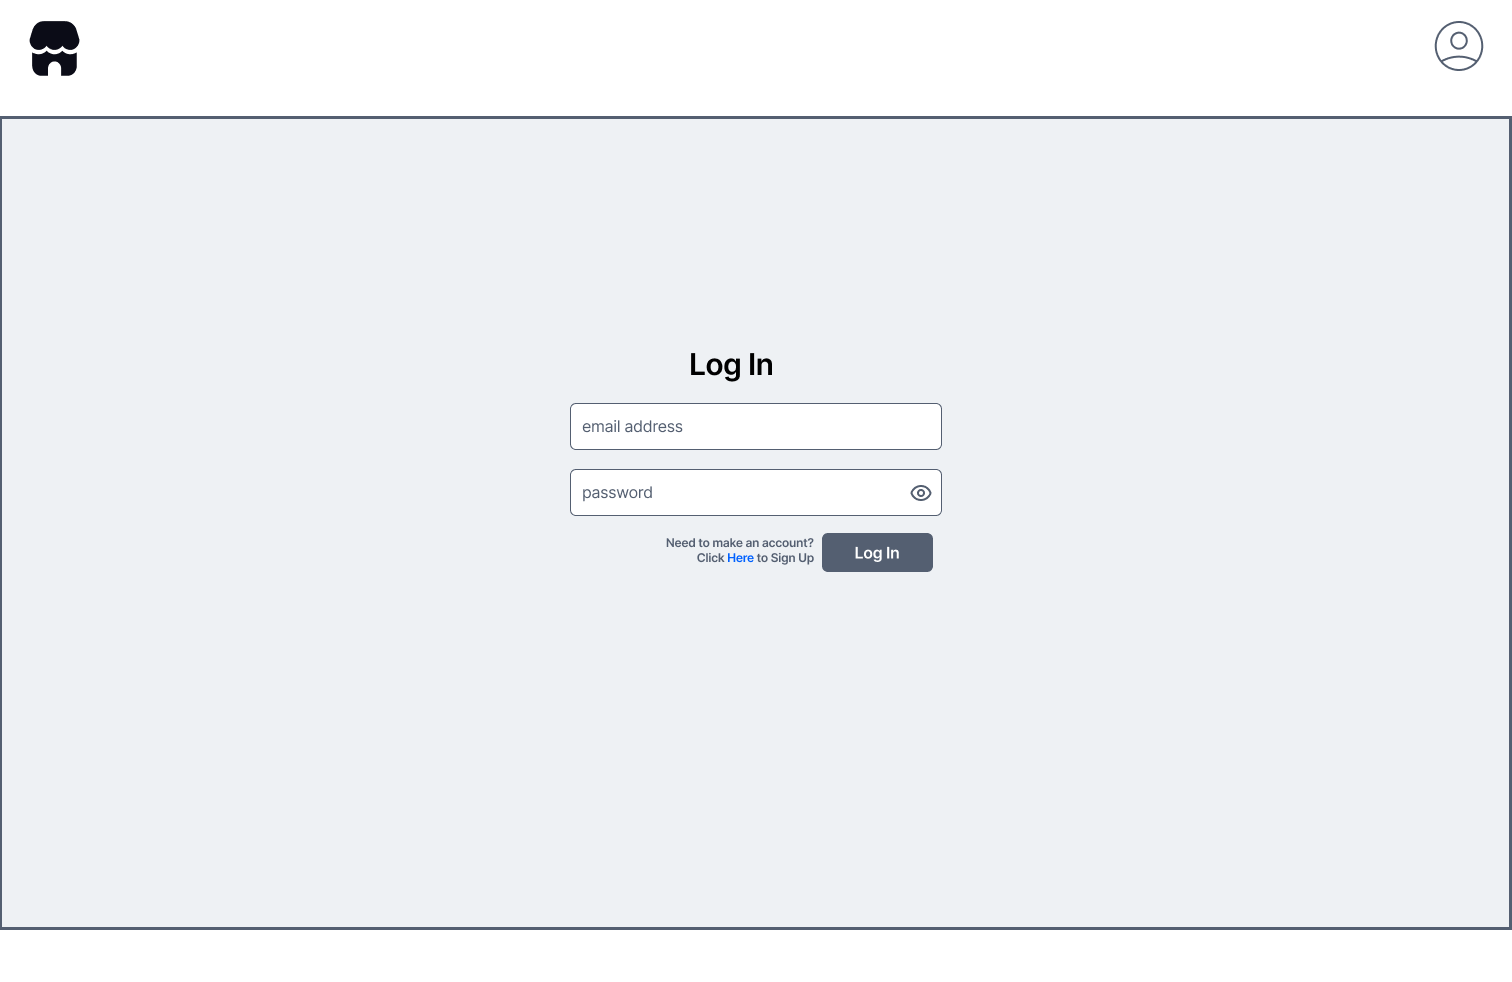 Log In
email address
password
Need to make an account?
Click Here to Sign Up
Log In